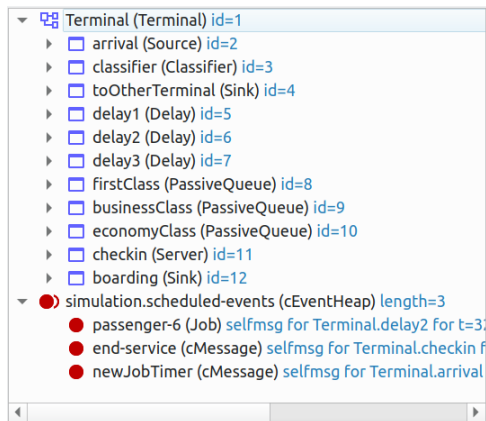 Terminal (Terminal) id=1
arrival (Source) id=2
classifier (Classifier) id=3
toOtherTerminal (Sink) id=4
delay1 (Delay) id=5
delay2 (Delay) id=6
delay3 (Delay) id=7
firstClass (PassiveQueue) id=8
businessClass (PassiveQueue) id=9
economyClass (PassiveQueue) id=10
checkin (Server) id=11
boarding (Sink) id=12
simulation.scheduled-events (cEventHeap) length=3
passenger-6 (Job) selfmsg for Terminal.delay2 for t=32
end-service (cMessage) selfmsg for Terminal.checkin f
newJobTimer (cMessage) selfmsg for Terminal.arrival